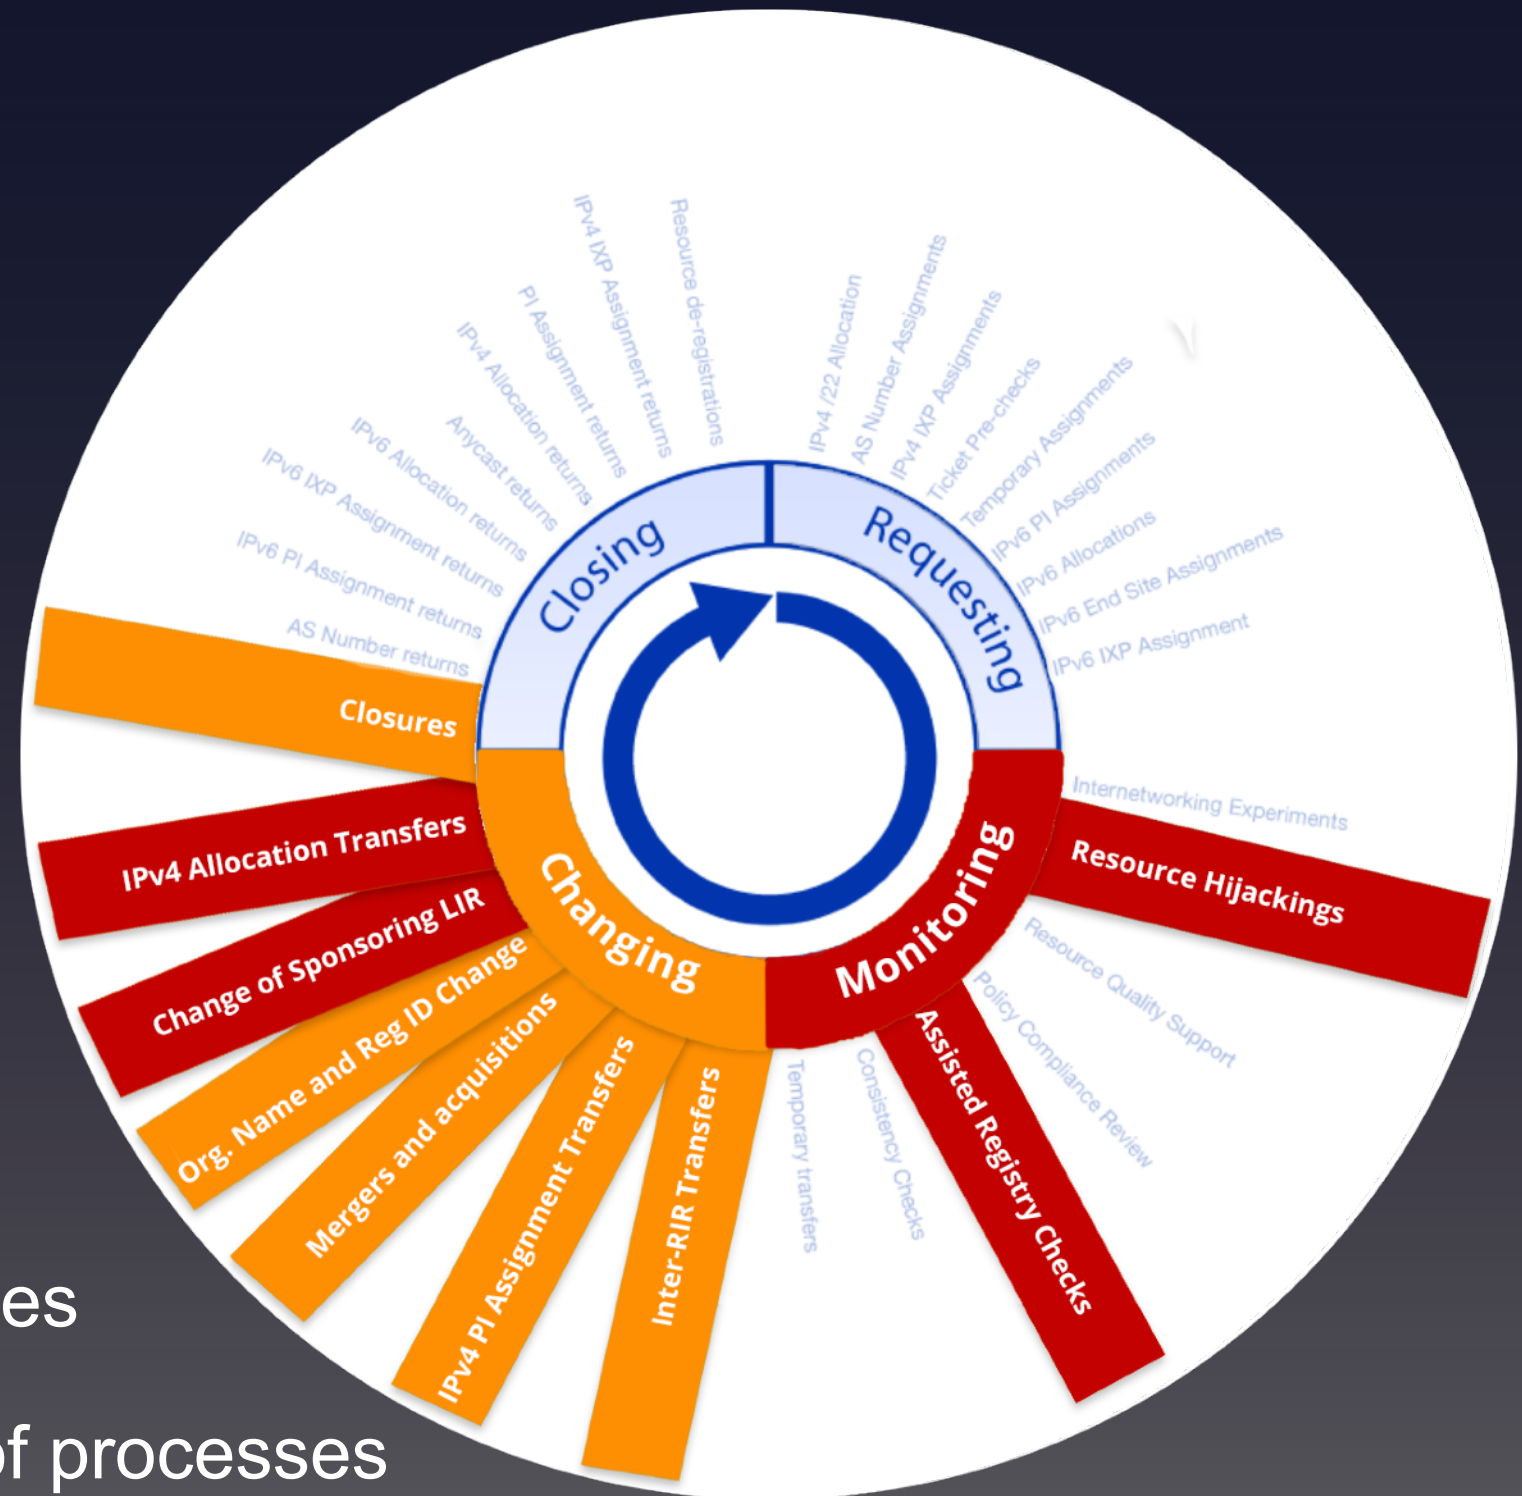 Resource de-registrations
IPv4 IXP Assignment returns
PI Assignment returns
IPv4 Allocation returns
Anycast returns
IPv6 Allocation returns
IPv6 IXP Assignment returns
IPv6 PI Assignment returns
AS Number returns
Closures
IPv4 /22 Allocation
AS Number Assignments
IPv4 IXP Assignments
Ticket Pre-checks
Temporary Assignments
IPv6 PI Assignments
IPv6 Allocations
IPv6 End Site Assignments
IPv6 IXP Assignment
Closing
Requesting
Changing
Monitoring
Internetworking Experiments
Resource Hijackings
Resource Quality Support
Policy Compliance Review
Assisted Registry Checks
Consistency Checks
Temporary transfers
Inter-RIR Transfers
IPv4 PI Assignment Transfers
Mergers and acquisitions
Org. Name and Reg ID Change
Change of Sponsoring LIR
IPv4 Allocation Transfers
es
of processes